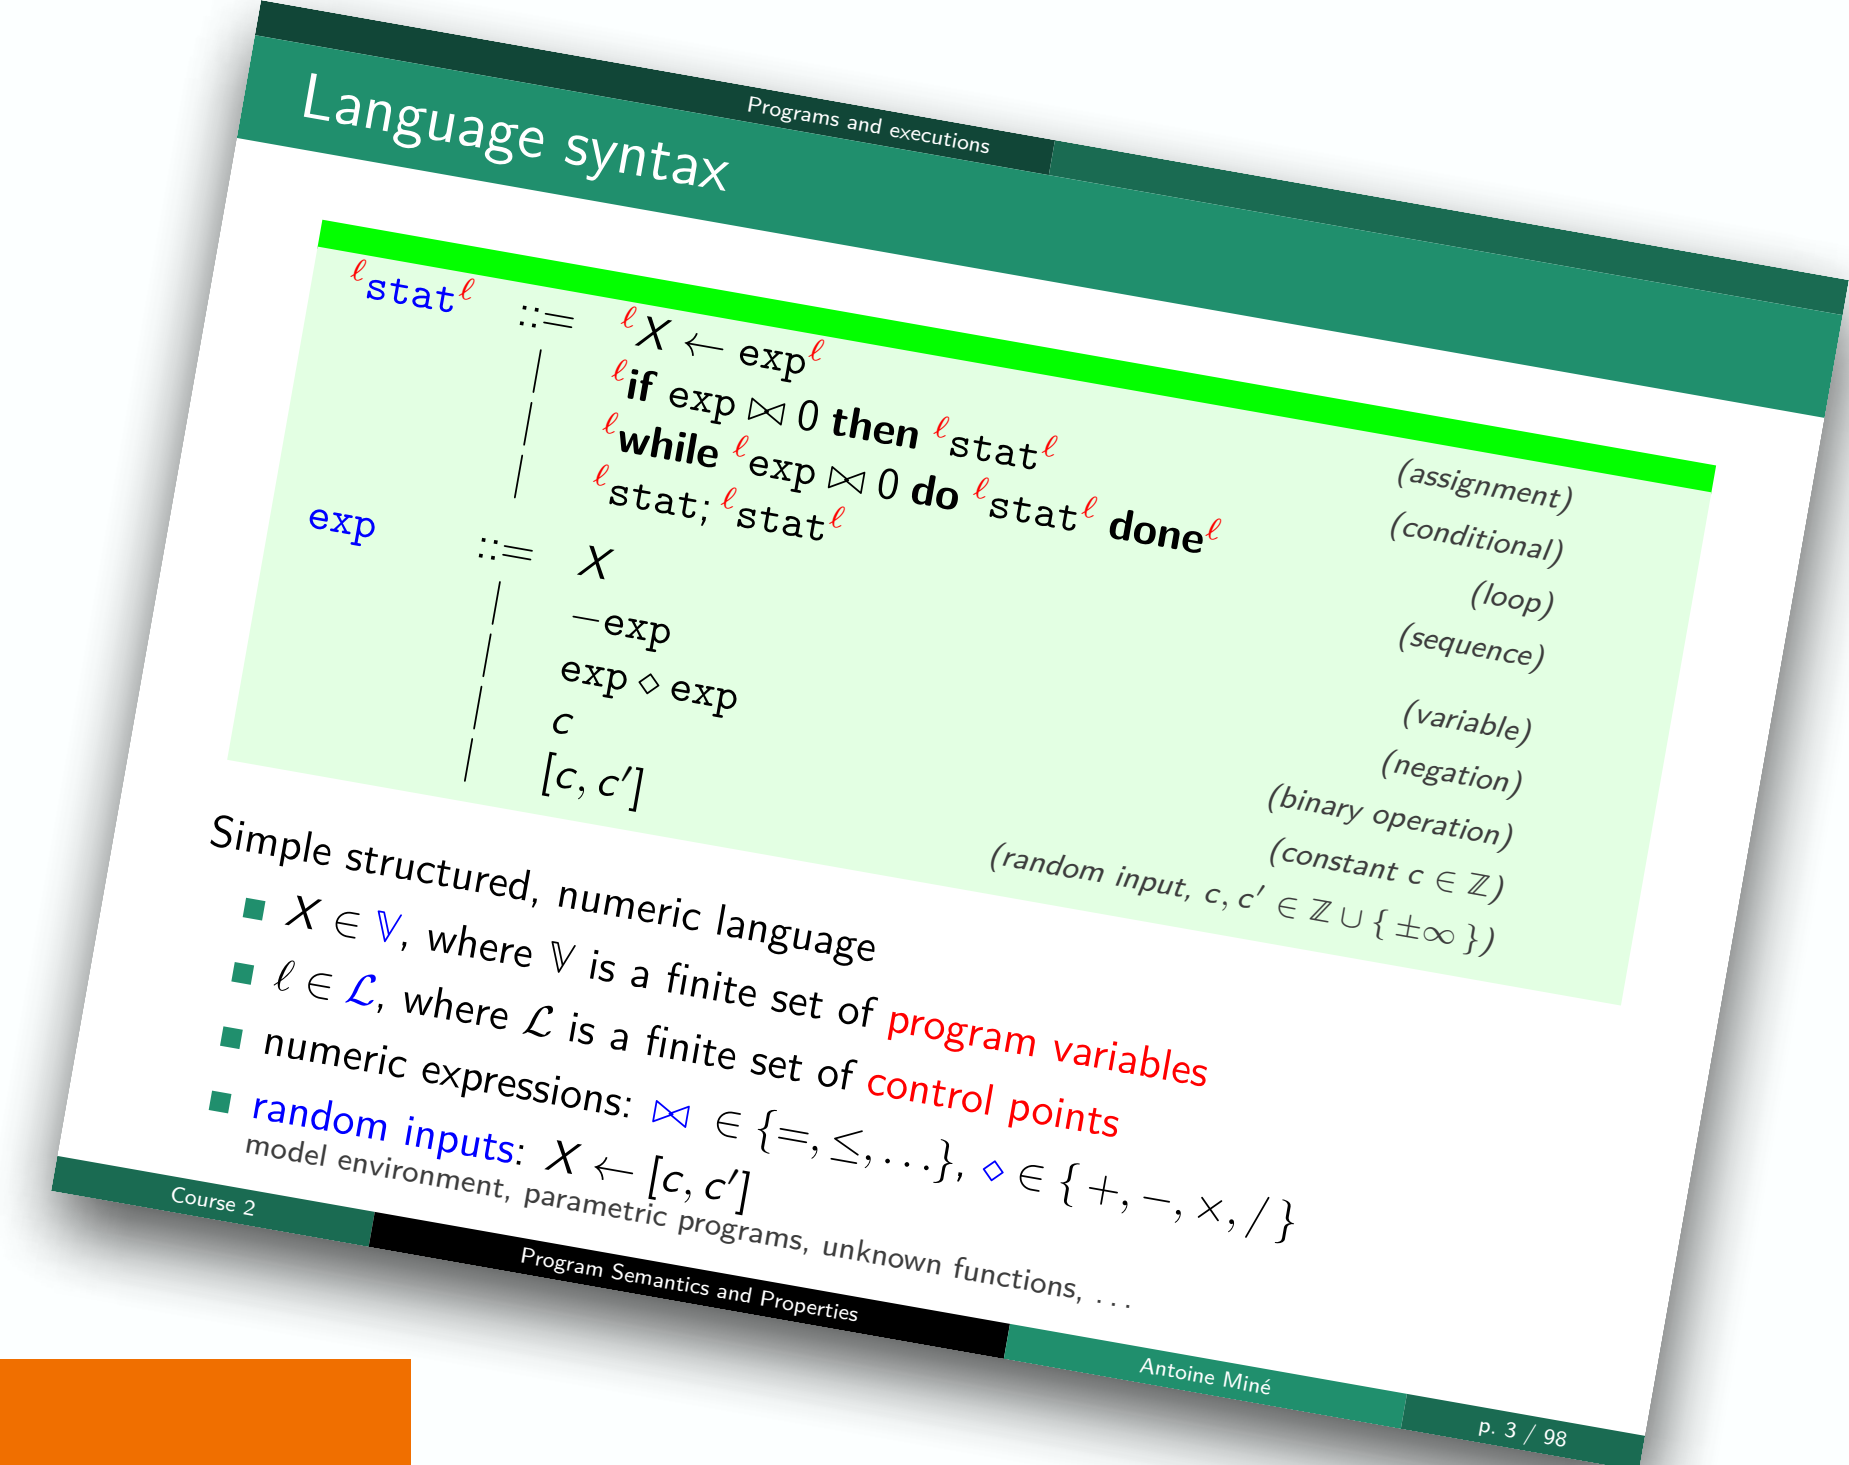 Programs and executions
Language syntax
ℓstatℓ ::= ℓX ← expℓ (assignment)
| ℓif exp ⋈ 0 then ℓstatℓ (conditional)
| ℓwhile ℓexp ⋈ 0 do ℓstatℓ doneℓ (loop)
| ℓstat; ℓstatℓ (sequence)
exp ::= X (variable)
| −exp (negation)
| exp ⋄ exp (binary operation)
| c (constant c ∈ ℤ)
| [c, c′] (random input, c, c′ ∈ ℤ ∪ { ±∞ })
Simple structured, numeric language
■ X ∈ 𝕍, where 𝕍 is a finite set of program variables
■ ℓ ∈ ℒ, where ℒ is a finite set of control points
■ numeric expressions: ⋈ ∈ {=, ≤, ...}, ⋄ ∈ { +, −, ×, / }
■ random inputs: X ← [c, c′]
model environment, parametric programs, unknown functions, ...
Course 2
Program Semantics and Properties
Antoine Miné
p. 3 / 98